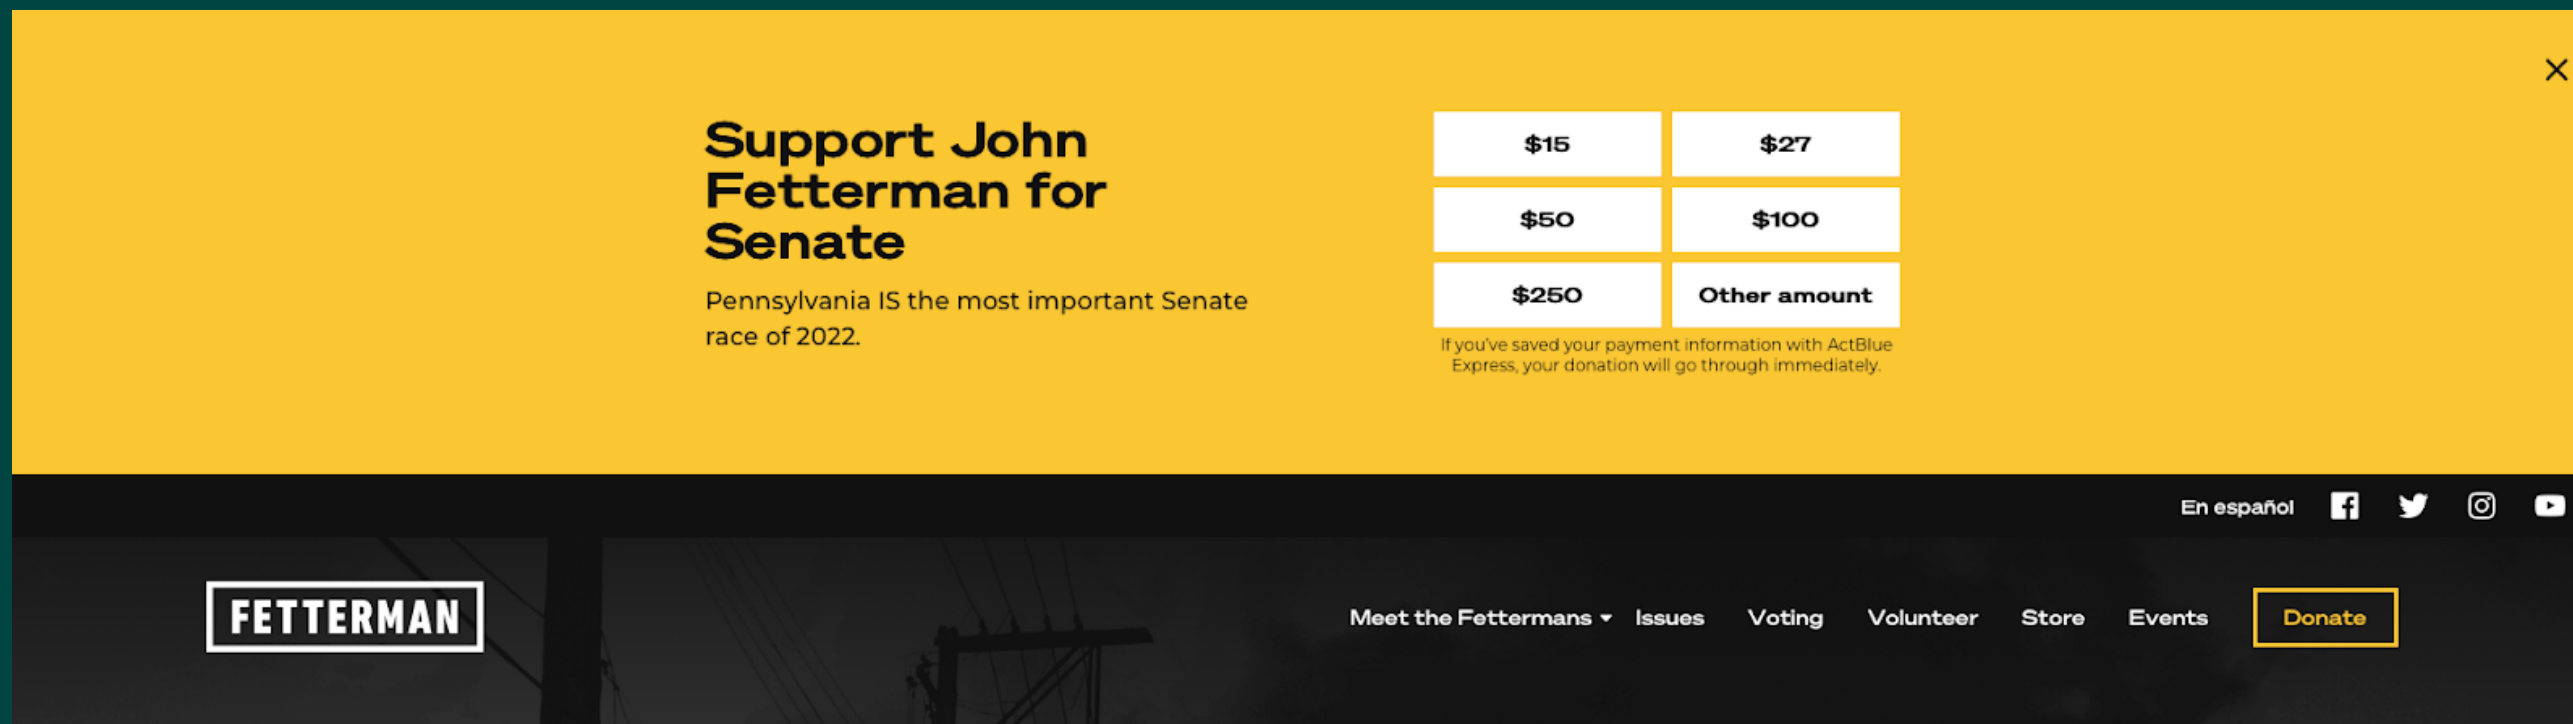 Support John
Fetterman for
Senate
Pennsylvania IS the most important Senate
race of 2022.
$15
$27
$50
$100
$250
Other amount
If you've saved your payment information with ActBlue
Express, your donation will go through immediately.
En español
FETTERMAN
Meet the Fettermans Issues Voting Volunteer Store Events Donate